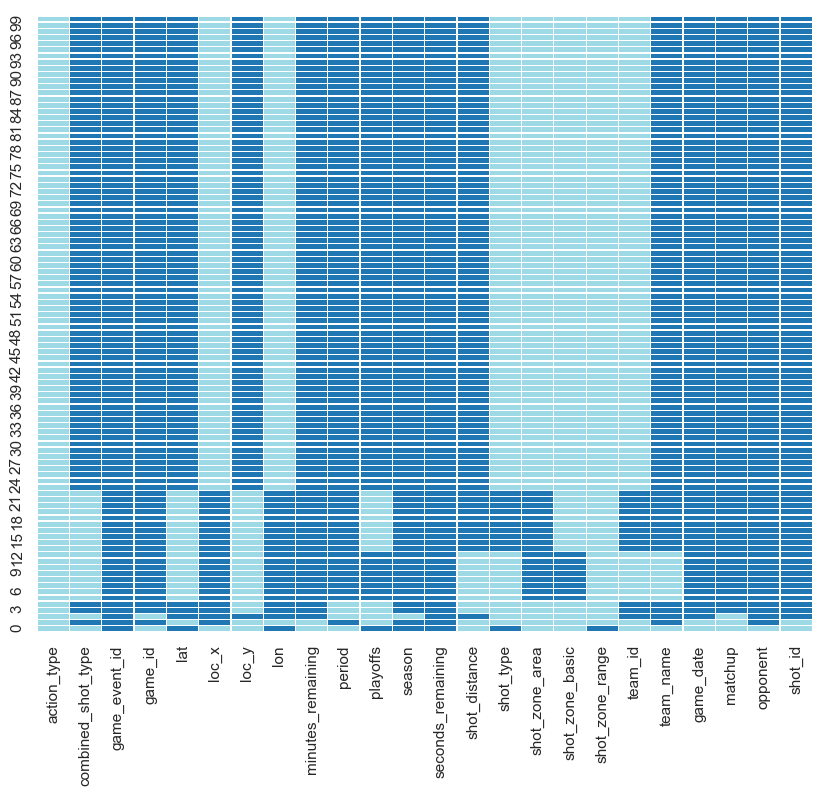 99
96
93
90
87
84
81
78
75
72
69
66
63
60
57
54
51
48
45
42
39
36
33
30
27
24
21
18
15
12
9
6
3
0
action_type
combined_shot_type
game_event_id
game_id
lat
loc_x
loc_y
lon
minutes_remaining
period
playoffs
season
seconds_remaining
shot_distance
shot_type
shot_zone_area
shot_zone_basic
shot_zone_range
team_id
team_name
game_date
matchup
opponent
shot_id